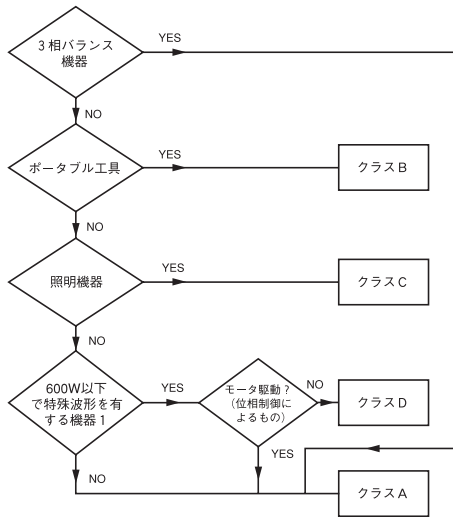 3相バランス
機器
YES
NO
ポータブル工具
YES
クラスB
NO
照明機器
YES
クラスC
NO
600W以下
で特殊波形を有
する機器1
YES
モータ駆動?
(位相制御に
よるもの)
NO
クラスD
YES
NO
クラスA